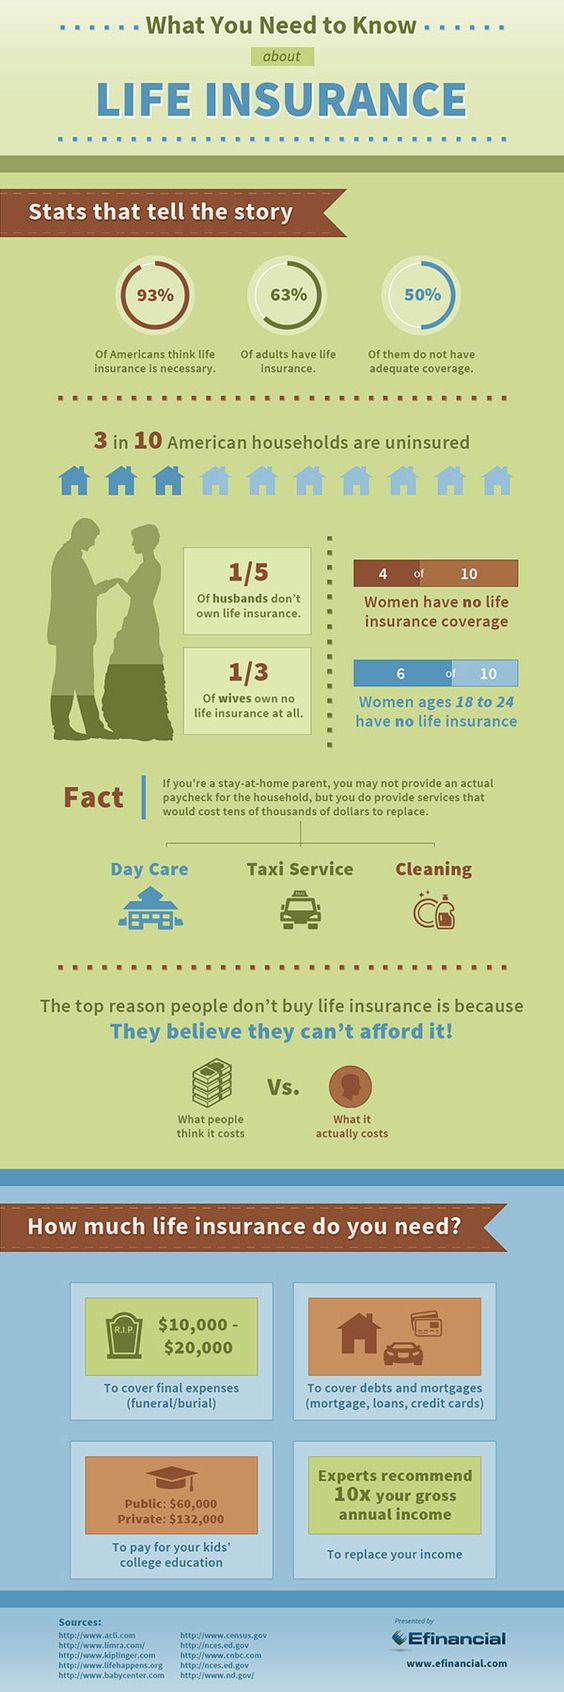 What You Need to Know
about
LIFE INSURANCE
Stats that tell the story
93%
Of Americans think life
insurance is necessary.
63%
Of adults have life
insurance.
50%
Of them do not have
adequate coverage.
3 in 10 American households are uninsured
1/5
Of husbands don't
own life insurance.
1/3
Of wives own no
life insurance at all.
4 of 10
Women have no life
insurance coverage
6 of 10
Women ages 18 to 24
have no life insurance
Fact
If you're a stay-at-home parent, you may not provide an actual
paycheck for the household, but you do provide services that
would cost tens of thousands of dollars to replace.
Day Care
Taxi Service
Cleaning
The top reason people don't buy life insurance is because
They believe they can't afford it!
Vs.
What people
think it costs
What it
actually costs
How much life insurance do you need?
R.I.P.
$10,000 -
$20,000
To cover final expenses
(funeral/burial)
To cover debts and mortgages
(mortgage, loans, credit cards)
Public: $60,000
Private: $132,000
To pay for your kids'
college education
Experts recommend
10x your gross
annual income
To replace your income
Sources:
http://www.acli.com
http://www.limra.com/
http://www.kiplinger.com
http://www.lifehappens.org
http://www.babycenter.com
http://www.census.gov
http://nces.ed.gov
http://www.cnbc.com
http://nces.ed.gov
http://www.nd.gov/
Presented by
Efinancial
www.efinancial.com